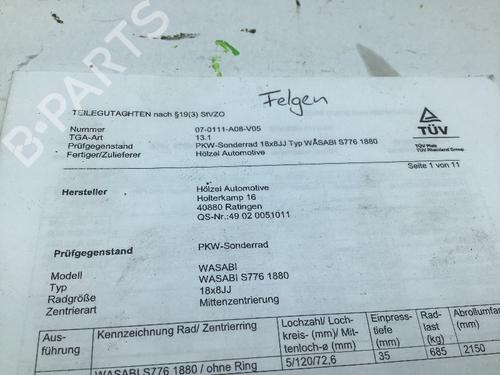 Felgen
TEILEGUTAGHTEN nach §19(3) StVZO
Nummer 07-0111-A08-V05
TGA-Art 13.1
Prüfgegenstand PKW-Sonderrad 18x8JJ Typ WASABI S776 1880
Fertiger/Zulieferer Hölzel Automotive
TÜV
TÜV Pfalz
TÜV Rheinland Group
Seite 1 von 11
Hersteller Hölzel Automotive
Holterkamp 16
40880 Ratingen
QS-Nr.:49 02 0051011
Prüfgegenstand PKW-Sonderrad
Modell WASABI
Typ WASABI S776 1880
Radgröße 18x8JJ
Zentrierart Mittenzentrierung
Aus-
führung
Kennzeichnung Rad/ Zentrierring
Lochzahl/ Loch-
kreis- (mm)/ Mit-
tenloch-ø (mm)
Einpress-
tiefe
(mm)
Rad-
last
(kg)
Abrollumfang
(mm)
WASABI S776 1880 / ohne Ring 5/120/72,6 35 685 2150
B-PARTS